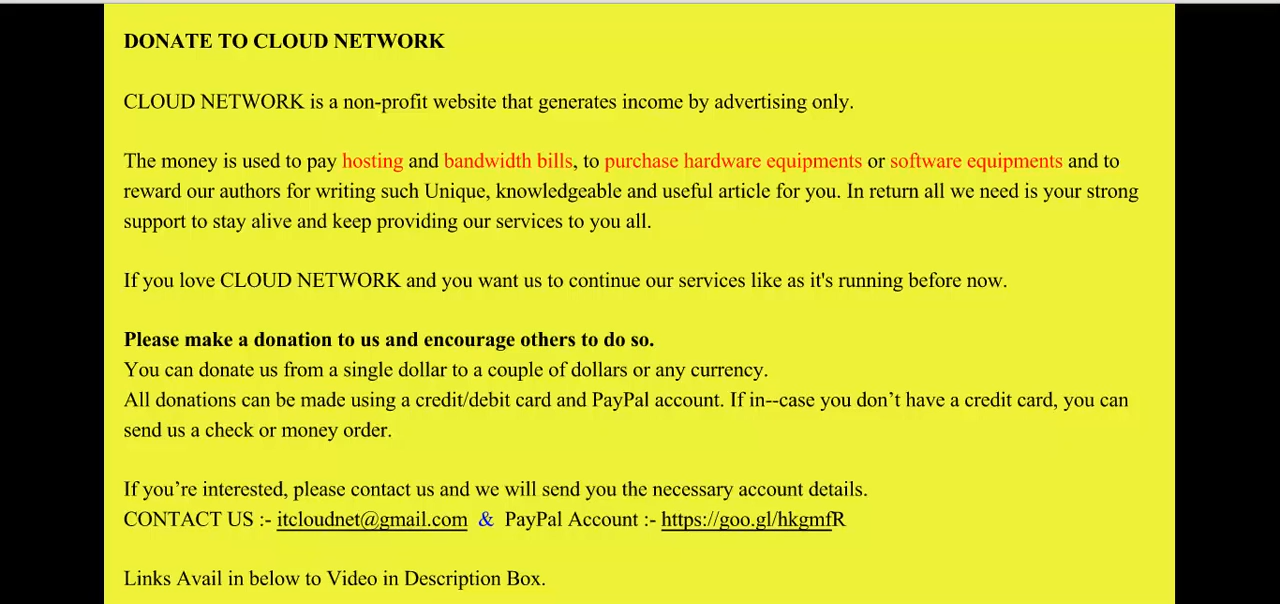 DONATE TO CLOUD NETWORK
CLOUD NETWORK is a non-profit website that generates income by advertising only.
The money is used to pay hosting and bandwidth bills, to purchase hardware equipments or software equipments and to
reward our authors for writing such Unique, knowledgeable and useful article for you. In return all we need is your strong
support to stay alive and keep providing our services to you all.
If you love CLOUD NETWORK and you want us to continue our services like as it's running before now.
Please make a donation to us and encourage others to do so.
You can donate us from a single dollar to a couple of dollars or any currency.
All donations can be made using a credit/debit card and PayPal account. If in--case you don’t have a credit card, you can
send us a check or money order.
If you’re interested, please contact us and we will send you the necessary account details.
CONTACT US :- itcloudnet@gmail.com & PayPal Account :- https://goo.gl/hkgmfR
Links Avail in below to Video in Description Box.